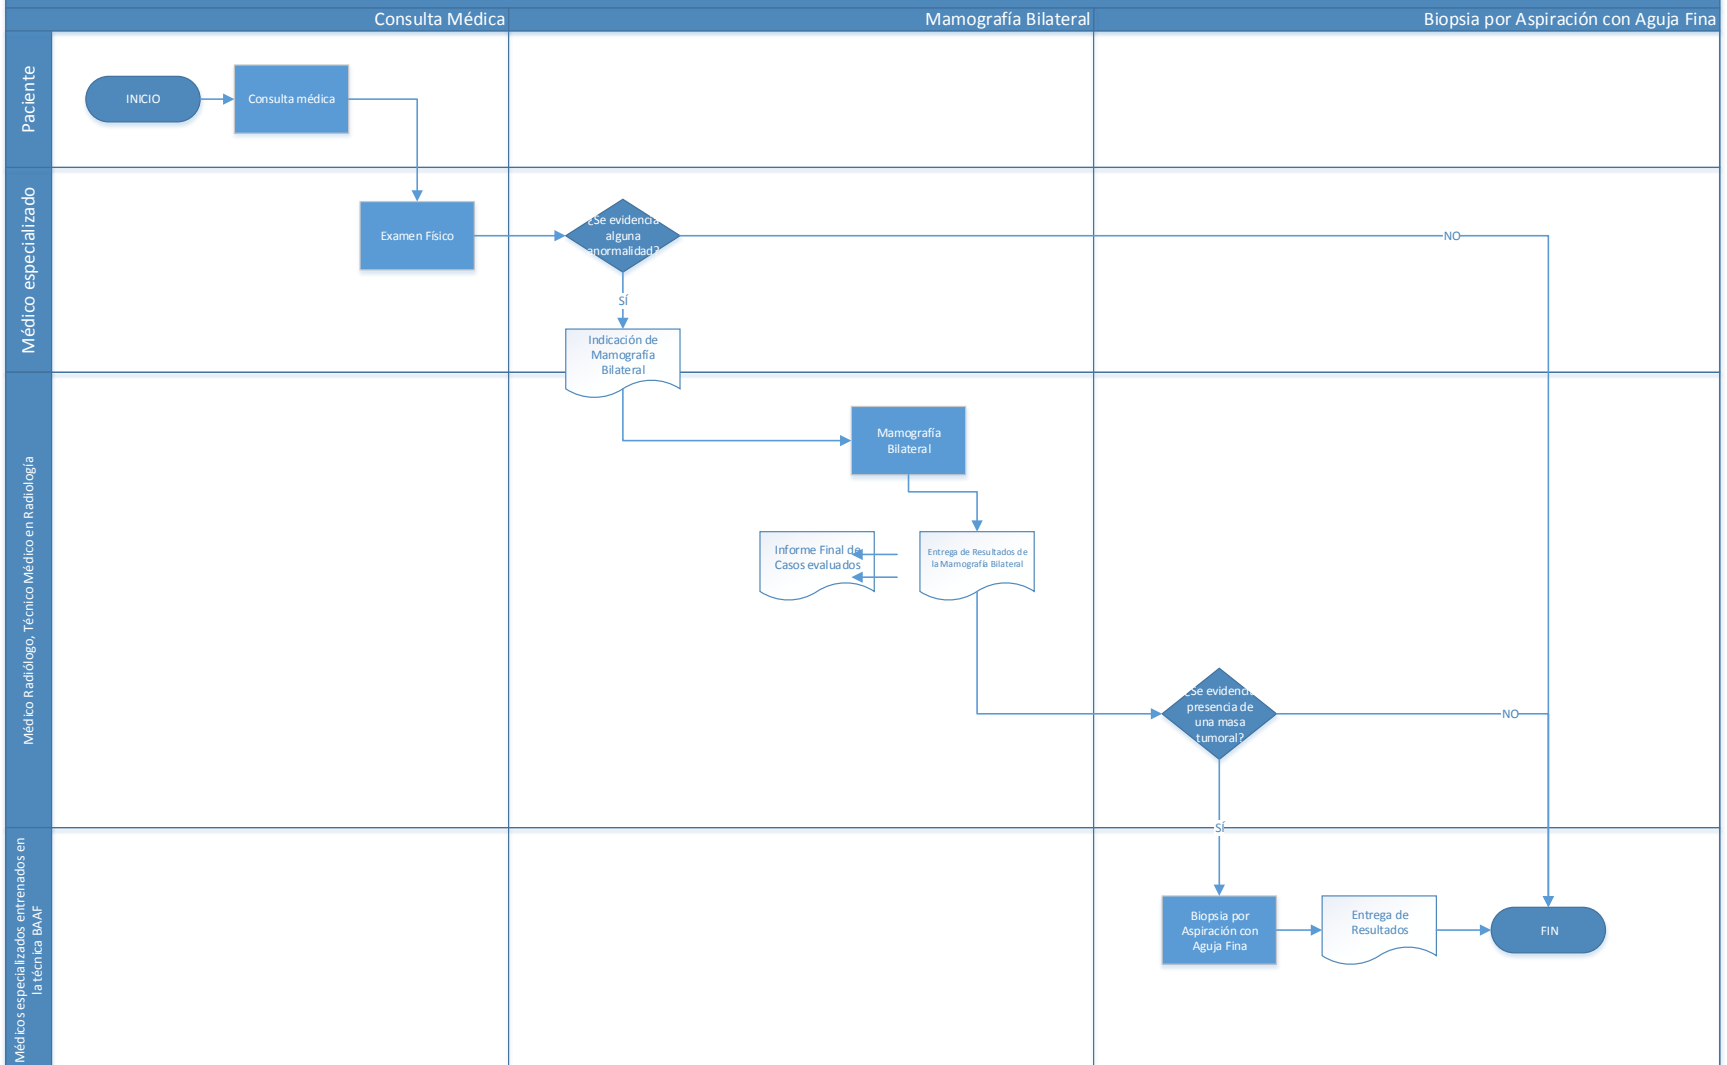 Consulta Médica
Mamografía Bilateral
Biopsia por Aspiración con Aguja Fina
Paciente
INICIO
Consulta médica
Médico especializado
Examen Físico
¿Se evidencia
alguna
anormalidad?
NO
SÍ
Indicación de
Mamografía
Bilateral
Médico Radiólogo, Técnico Médico en Radiología
Mamografía
Bilateral
Informe Final de
Casos evaluados
Entrega de Resultados de
la Mamografía Bilateral
¿Se evidencia
presencia de
una masa
tumoral?
NO
SÍ
Médicos especializados entrenados en
la técnica BAAF
Biopsia por
Aspiración con
Aguja Fina
Entrega de
Resultados
FIN